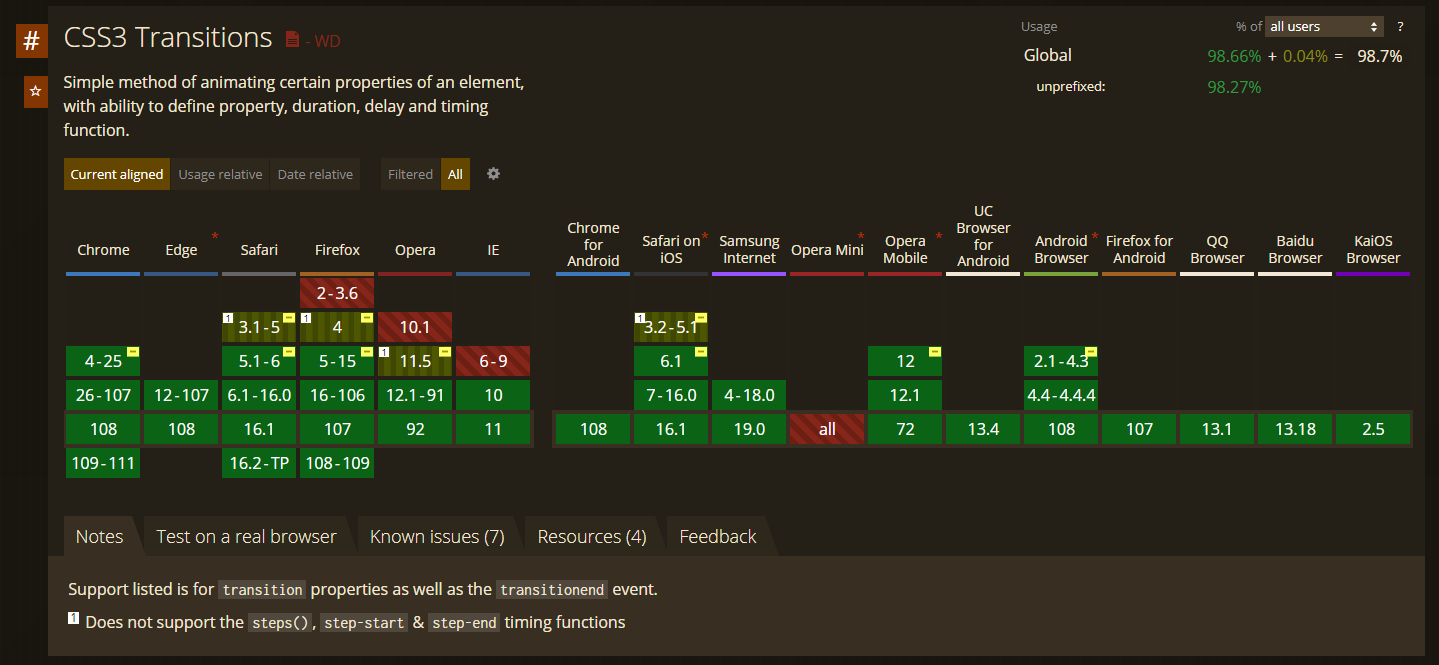 #
CSS3 Transitions - WD
☆
Simple method of animating certain properties of an element,
with ability to define property, duration, delay and timing
function.
Usage % of all users ?
Global 98.66% + 0.04% = 98.7%
unprefixed: 98.27%
Current aligned Usage relative Date relative Filtered All
Chrome Edge * Safari Firefox Opera IE
Chrome for Android Safari on iOS * Samsung Internet Opera Mini * Opera Mobile * UC Browser for Android Android Browser * Firefox for Android QQ Browser Baidu Browser KaiOS Browser
2-3.6
1 3.1-5 1 4 10.1 1 3.2-5.1
4-25 5.1-6 5-15 1 11.5 6-9 6.1 12 2.1-4.3
26-107 12-107 6.1-16.0 16-106 12.1-91 10 7-16.0 4-18.0 12.1 4.4-4.4.4
108 108 16.1 107 92 11 108 16.1 19.0 all 72 13.4 108 107 13.1 13.18 2.5
109-111 16.2-TP 108-109
Notes Test on a real browser Known issues (7) Resources (4) Feedback
Support listed is for transition properties as well as the transitionend event.
1 Does not support the steps(), step-start & step-end timing functions